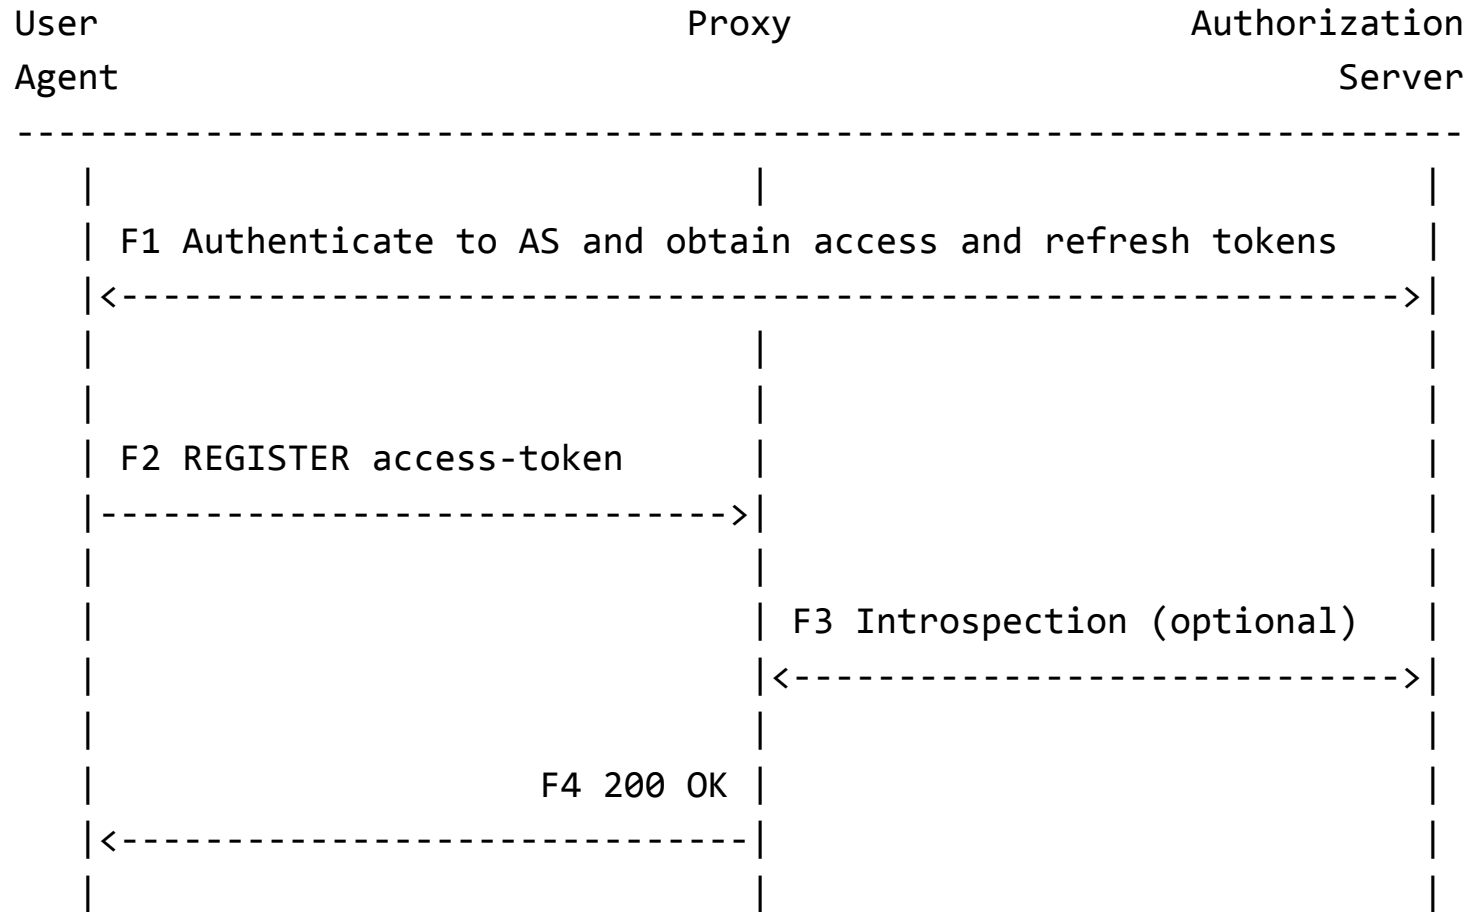 User                            Proxy                   Authorization
Agent                                                          Server
---------------------------------------------------------------------
F1 Authenticate to AS and obtain access and refresh tokens
F2 REGISTER access-token
F3 Introspection (optional)
F4 200 OK